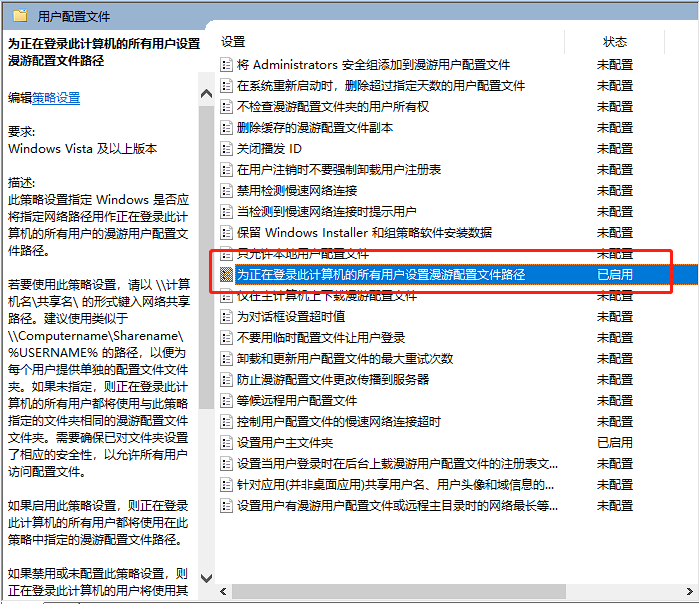 用户配置文件
为正在登录此计算机的所有用户设置
漫游配置文件路径
编辑策略设置
要求:
Windows Vista 及以上版本
描述:
此策略设置指定 Windows 是否应
将指定网络路径用作正在登录此计
算机的所有用户的漫游用户配置文
件路径。
若要使用此策略设置，请以 \\计算
机名\共享名\ 的形式键入网络共享
路径。建议使用类似于
\\Computername\Sharename\
%USERNAME% 的路径，以便为
每个用户提供单独的配置文件文件
夹。如果未指定，则正在登录此计
算机的所有用户都将使用与此策略
指定的文件夹相同的漫游配置文件
文件夹。需要确保已对文件夹设置
了相应的安全性，以允许所有用户
访问配置文件。
如果启用此策略设置，则正在登录
此计算机的所有用户都将使用在此
策略中指定的漫游配置文件路径。
如果禁用或未配置此策略设置，则
正在登录此计算机的用户将使用其
设置 状态
将 Administrators 安全组添加到漫游用户配置文件 未配置
在系统重新启动时，删除超过指定天数的用户配置文件 未配置
不检查漫游配置文件夹的用户所有权 未配置
删除缓存的漫游配置文件副本 未配置
关闭播发 ID 未配置
在用户注销时不要强制卸载用户注册表 未配置
禁用检测慢速网络连接 未配置
当检测到慢速网络连接时提示用户 未配置
保留 Windows Installer 和组策略软件安装数据 未配置
只允许本地用户配置文件 未配置
为正在登录此计算机的所有用户设置漫游配置文件路径 已启用
仅在主计算机上下载漫游配置文件 未配置
为对话框设置超时值 未配置
不要用临时配置文件让用户登录 未配置
卸载和更新用户配置文件的最大重试次数 未配置
防止漫游配置文件更改传播到服务器 未配置
等候远程用户配置文件 未配置
控制用户配置文件的慢速网络连接超时 未配置
设置用户主文件夹 已启用
设置当用户登录时在后台上载漫游用户配置文件的注册表文... 未配置
针对应用(并非桌面应用)共享用户名、用户头像和域信息的... 未配置
设置用户有漫游用户配置文件或远程主目录时的网络最长等... 未配置